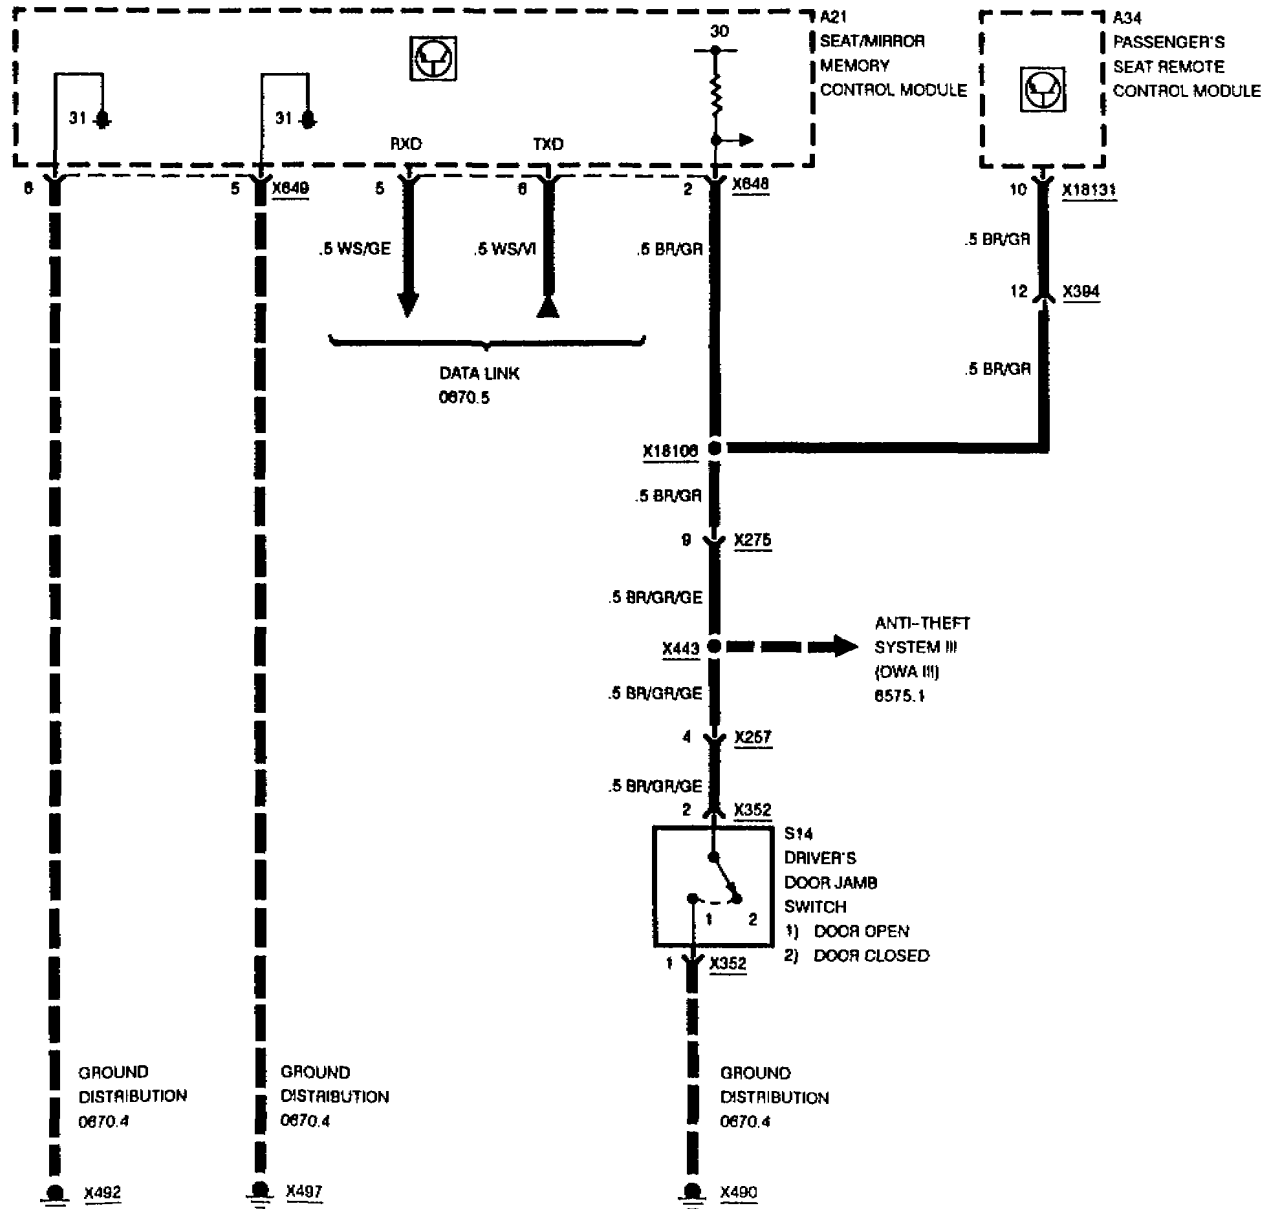 A21
SEAT/MIRROR
MEMORY
CONTROL MODULE
A34
PASSENGER'S
SEAT REMOTE
CONTROL MODULE
30
31
31
RXD
TXD
6
5
X649
5
6
2
X648
10
X18131
.5 WS/GE
.5 WS/VI
.5 BR/GR
.5 BR/GR
12
X394
.5 BR/GR
DATA LINK
0670.5
X18106
.5 BR/GR
9
X275
.5 BR/GR/GE
X443
ANTI-THEFT
SYSTEM III
(DWA III)
6575.1
.5 BR/GR/GE
4
X257
.5 BR/GR/GE
2
X352
S14
DRIVER'S
DOOR JAMB
SWITCH
1) DOOR OPEN
2) DOOR CLOSED
1
2
1
X352
GROUND
DISTRIBUTION
0670.4
GROUND
DISTRIBUTION
0670.4
GROUND
DISTRIBUTION
0670.4
X492
X497
X490